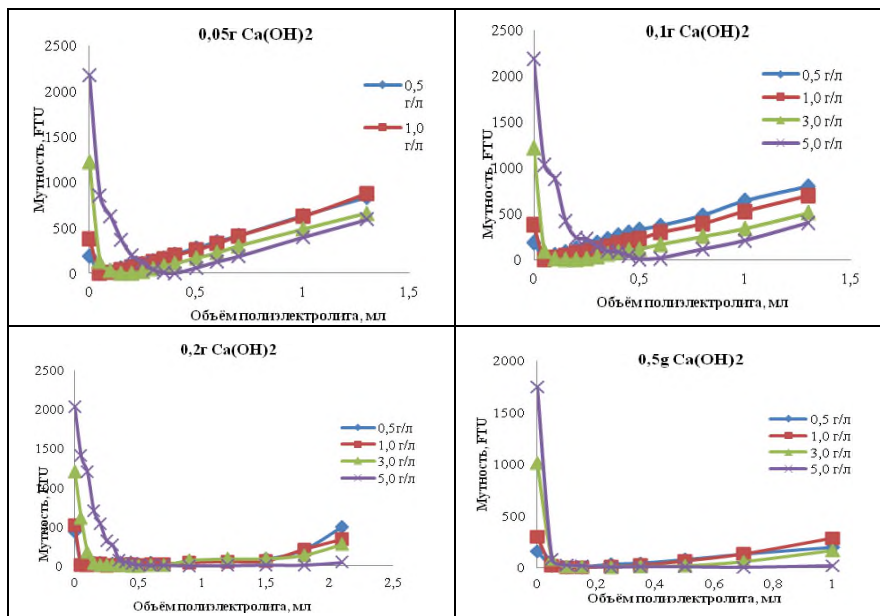 0,05г Ca(OH)2
Мутность, FTU
2500
2000
1500
1000
500
0
0
0,5
1
1,5
Объём полиэлектролита, мл
0,5
г/л
1,0
г/л
0,1г Ca(OH)2
Мутность, FTU
2500
2000
1500
1000
500
0
0
0,5
1
1,5
Объём полиэлектролита, мл
0,5 г/л
1,0 г/л
3,0 г/л
5,0 г/л
0,2г Ca(OH)2
Мутность, FTU
2500
2000
1500
1000
500
0
0
0,5
1
1,5
2
2,5
Объём полиэлектролита, мл
0,5г/л
1,0 г/л
3,0 г/л
5,0 г/л
0,5g Ca(OH)2
Мутность, FTU
2000
1500
1000
500
0
0
0,2
0,4
0,6
0,8
1
Объём полиэлектролита, мл
0,5 г/л
1,0 г/л
3,0 г/л
5,0 г/л